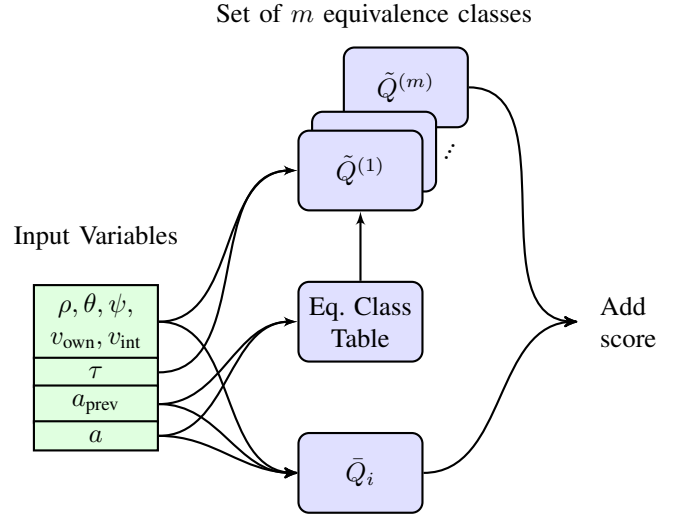 Set of m equivalence classes
Q̃^(m)
⋮
Q̃^(1)
Input Variables
ρ, θ, ψ,
v_own, v_int
τ
a_prev
a
Eq. Class
Table
Q̄_i
Add
score